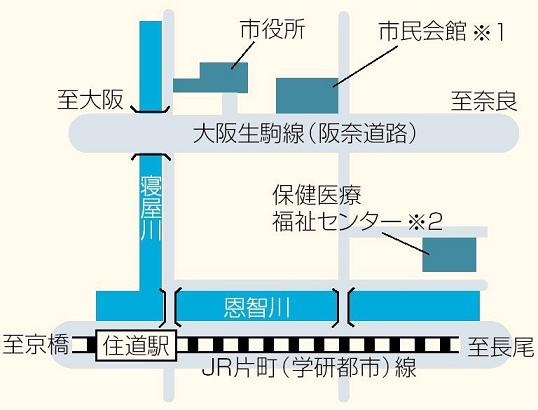 市役所
市民会館 ※1
至大阪
至奈良
大阪生駒線（阪奈道路）
寝屋川
保健医療
福祉センター ※2
恩智川
至京橋
住道駅
至長尾
JR片町（学研都市）線